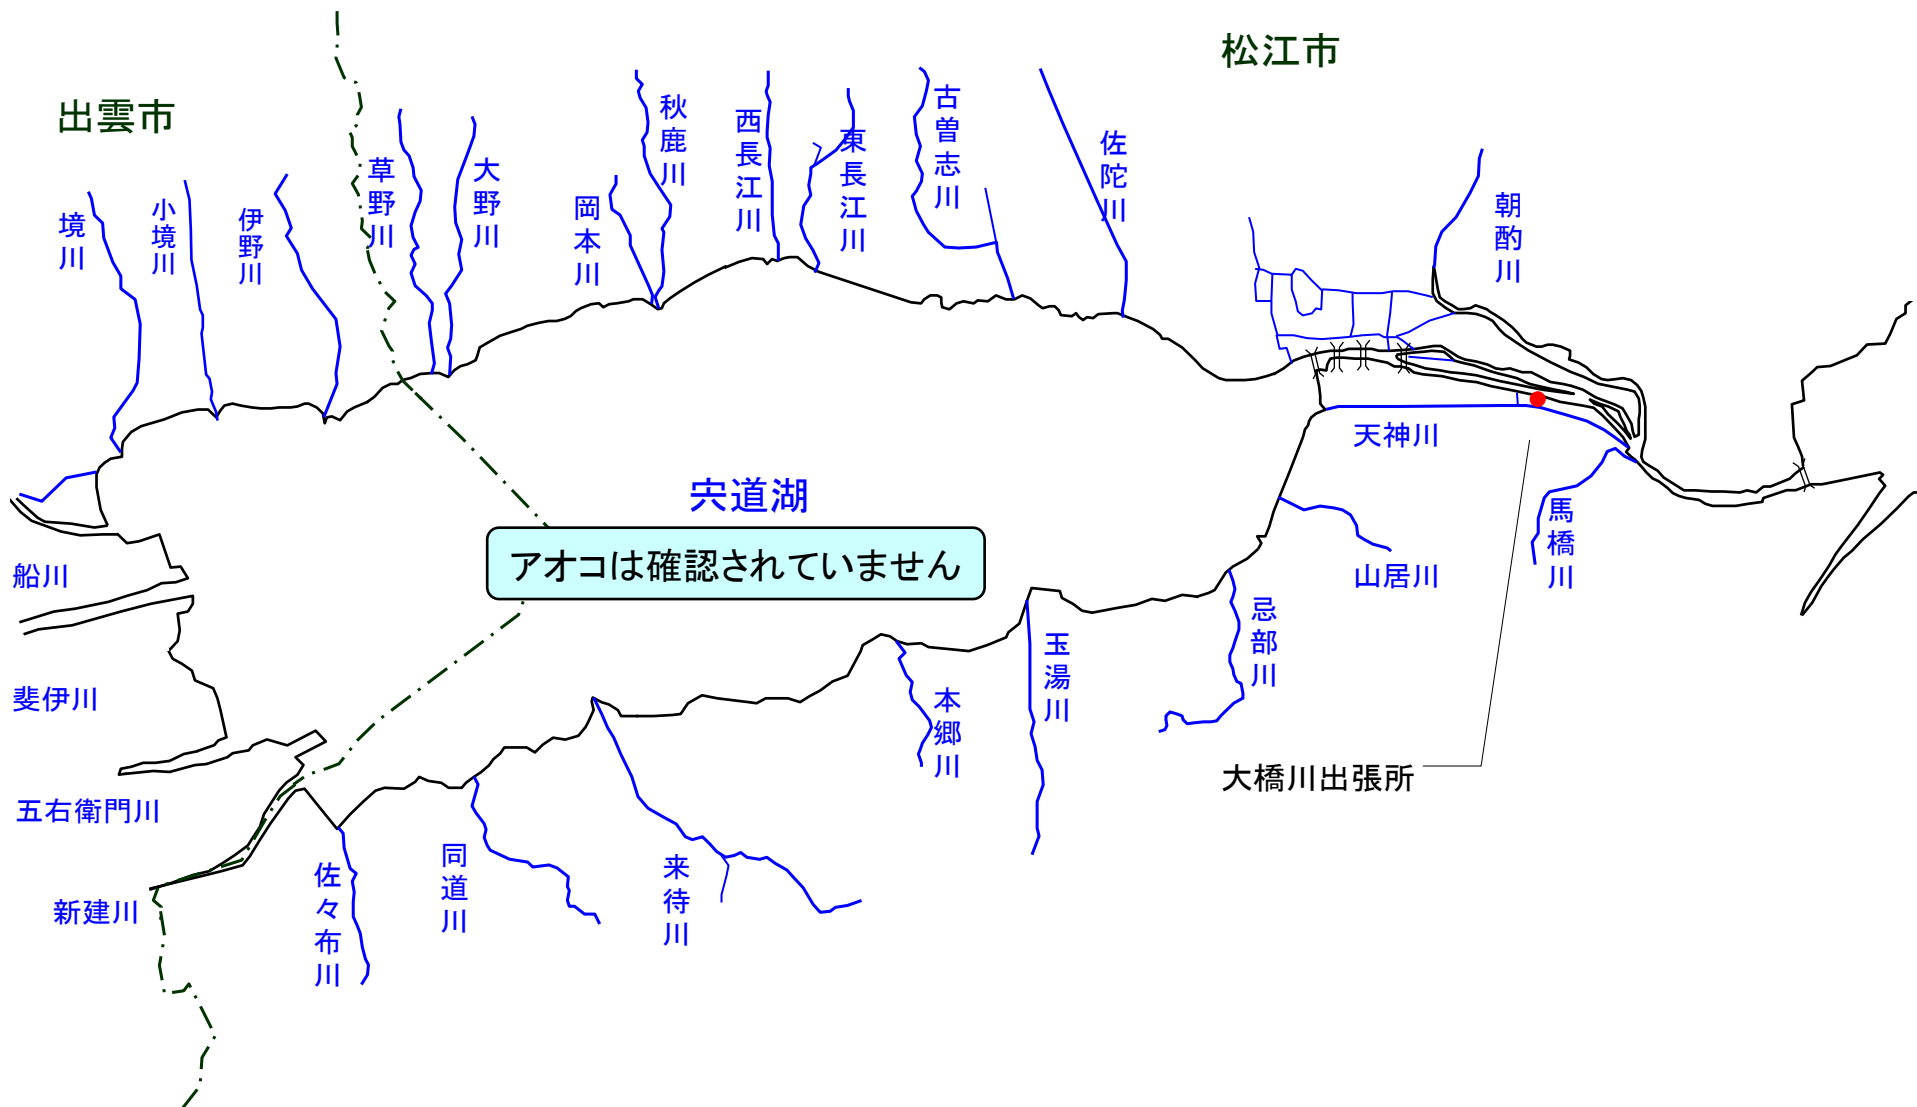 松江市
出雲市
境川
小境川
伊野川
草野川
大野川
岡本川
秋鹿川
西長江川
東長江川
古曽志川
佐陀川
朝酌川
天神川
宍道湖
アオコは確認されていません
馬橋川
山居川
忌部川
玉湯川
本郷川
船川
斐伊川
五右衛門川
新建川
佐々布川
同道川
来待川
大橋川出張所